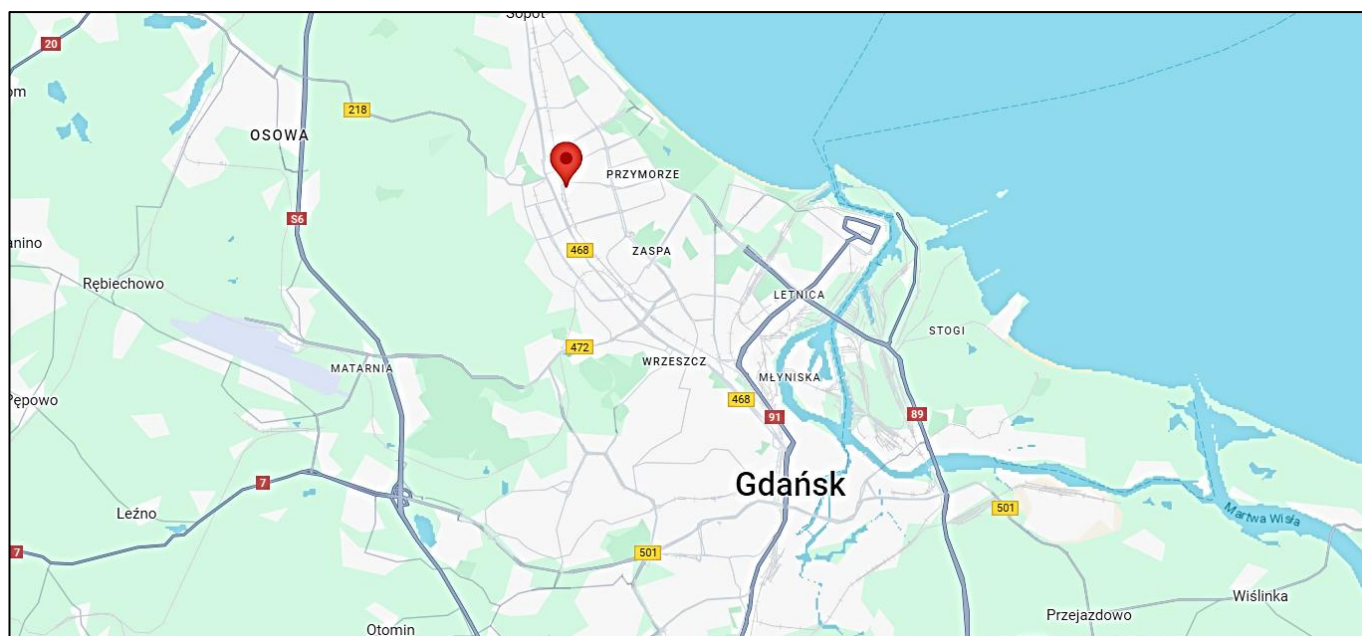 Sopot
20
om
218
OSOWA
PRZYMORZE
S6
anino
468
ZASPA
Rębiechowo
LETNICA
STOGI
472
MATARNIA
WRZESZCZ
MŁYNISKA
Pępowo
468
91
89
7
Gdańsk
Leźno
501
Martwa Wisła
7
501
Wiślinka
Przejazdowo
Otomin